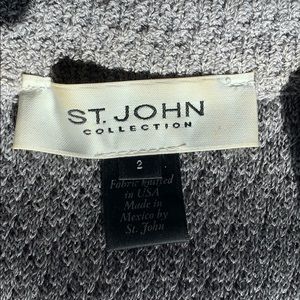 ST. JOHN
COLLECTION
2
Fabric knitted
in USA
Made in
Mexico by
St. John